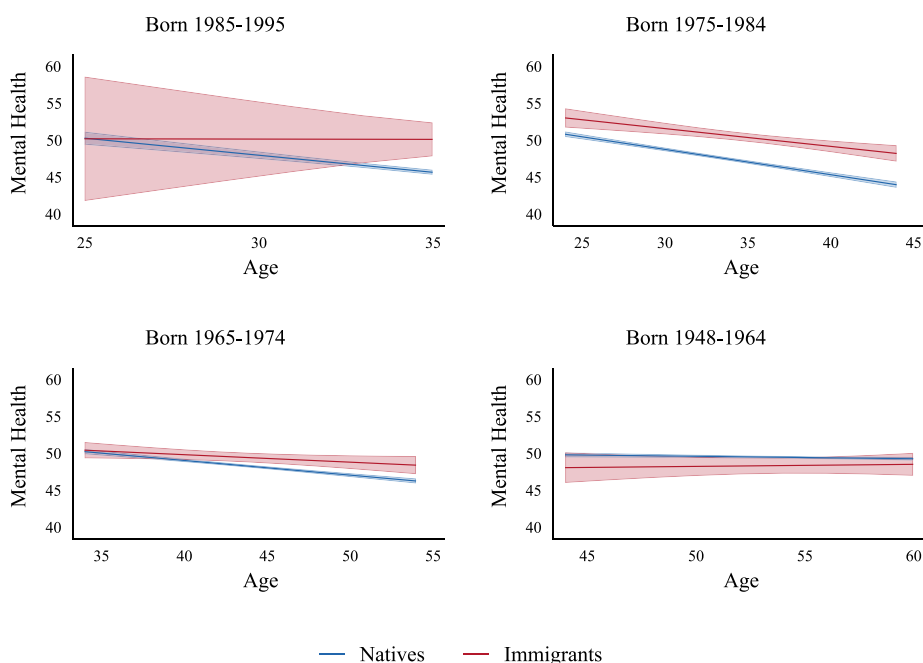 Born 1985-1995
Mental Health
60
55
50
45
40
25
30
35
Age
Born 1975-1984
Mental Health
60
55
50
45
40
25
30
35
40
45
Age
Born 1965-1974
Mental Health
60
55
50
45
40
35
40
45
50
55
Age
Born 1948-1964
Mental Health
60
55
50
45
40
45
50
55
60
Age
Natives
Immigrants